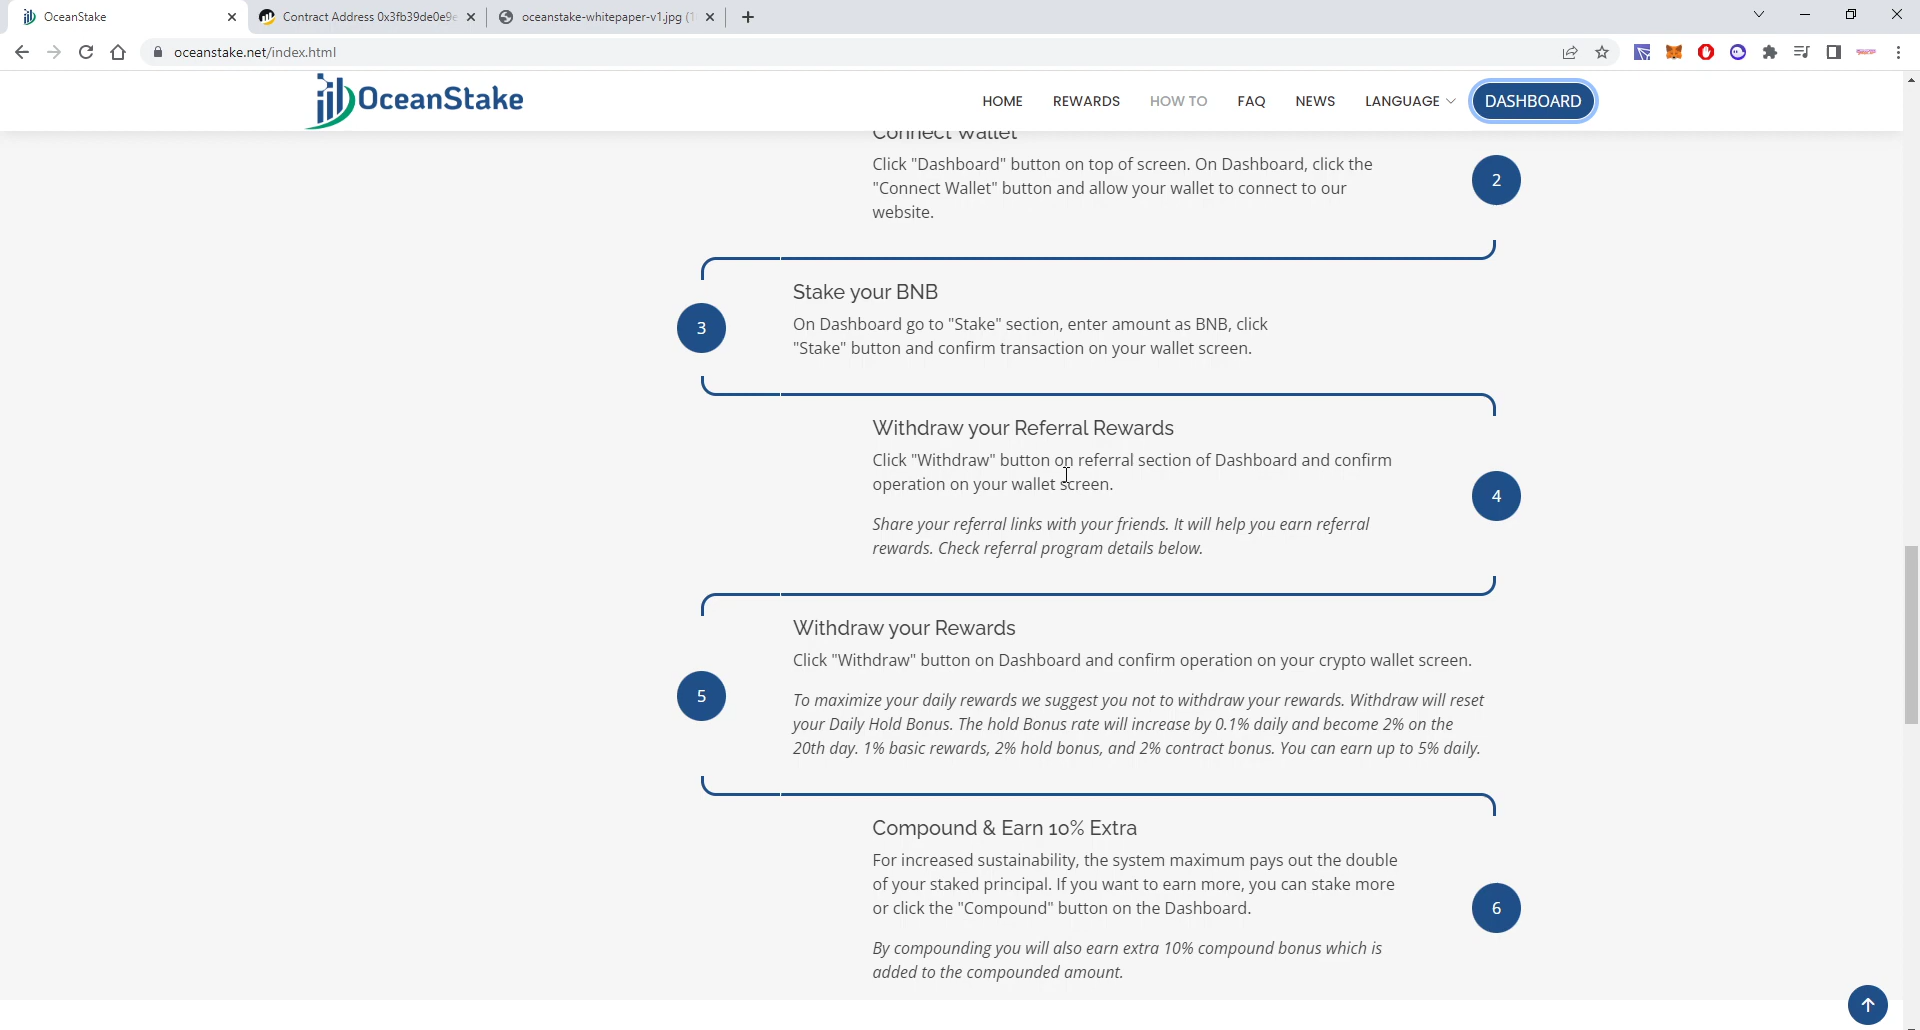 OceanStake
Contract Address 0x3fb39de0e9e
oceanstake-whitepaper-v1.jpg (1
oceanstake.net/index.html
OceanStake
HOME
REWARDS
HOW TO
FAQ
NEWS
LANGUAGE
DASHBOARD
Connect Wallet
Click "Dashboard" button on top of screen. On Dashboard, click the
"Connect Wallet" button and allow your wallet to connect to our
website.
2
Stake your BNB
On Dashboard go to "Stake" section, enter amount as BNB, click
"Stake" button and confirm transaction on your wallet screen.
3
Withdraw your Referral Rewards
Click "Withdraw" button on referral section of Dashboard and confirm
operation on your wallet screen.
Share your referral links with your friends. It will help you earn referral
rewards. Check referral program details below.
4
Withdraw your Rewards
Click "Withdraw" button on Dashboard and confirm operation on your crypto wallet screen.
To maximize your daily rewards we suggest you not to withdraw your rewards. Withdraw will reset
your Daily Hold Bonus. The hold Bonus rate will increase by 0.1% daily and become 2% on the
20th day. 1% basic rewards, 2% hold bonus, and 2% contract bonus. You can earn up to 5% daily.
5
Compound & Earn 10% Extra
For increased sustainability, the system maximum pays out the double
of your staked principal. If you want to earn more, you can stake more
or click the "Compound" button on the Dashboard.
By compounding you will also earn extra 10% compound bonus which is
added to the compounded amount.
6